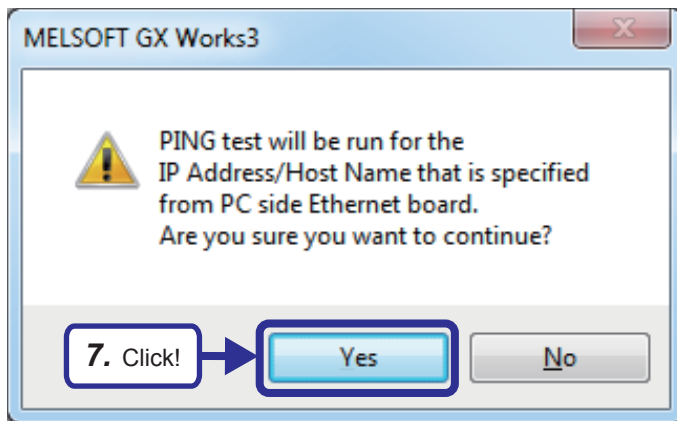 MELSOFT GX Works3
PING test will be run for the
IP Address/Host Name that is specified
from PC side Ethernet board.
Are you sure you want to continue?
7. Click!
Yes
No